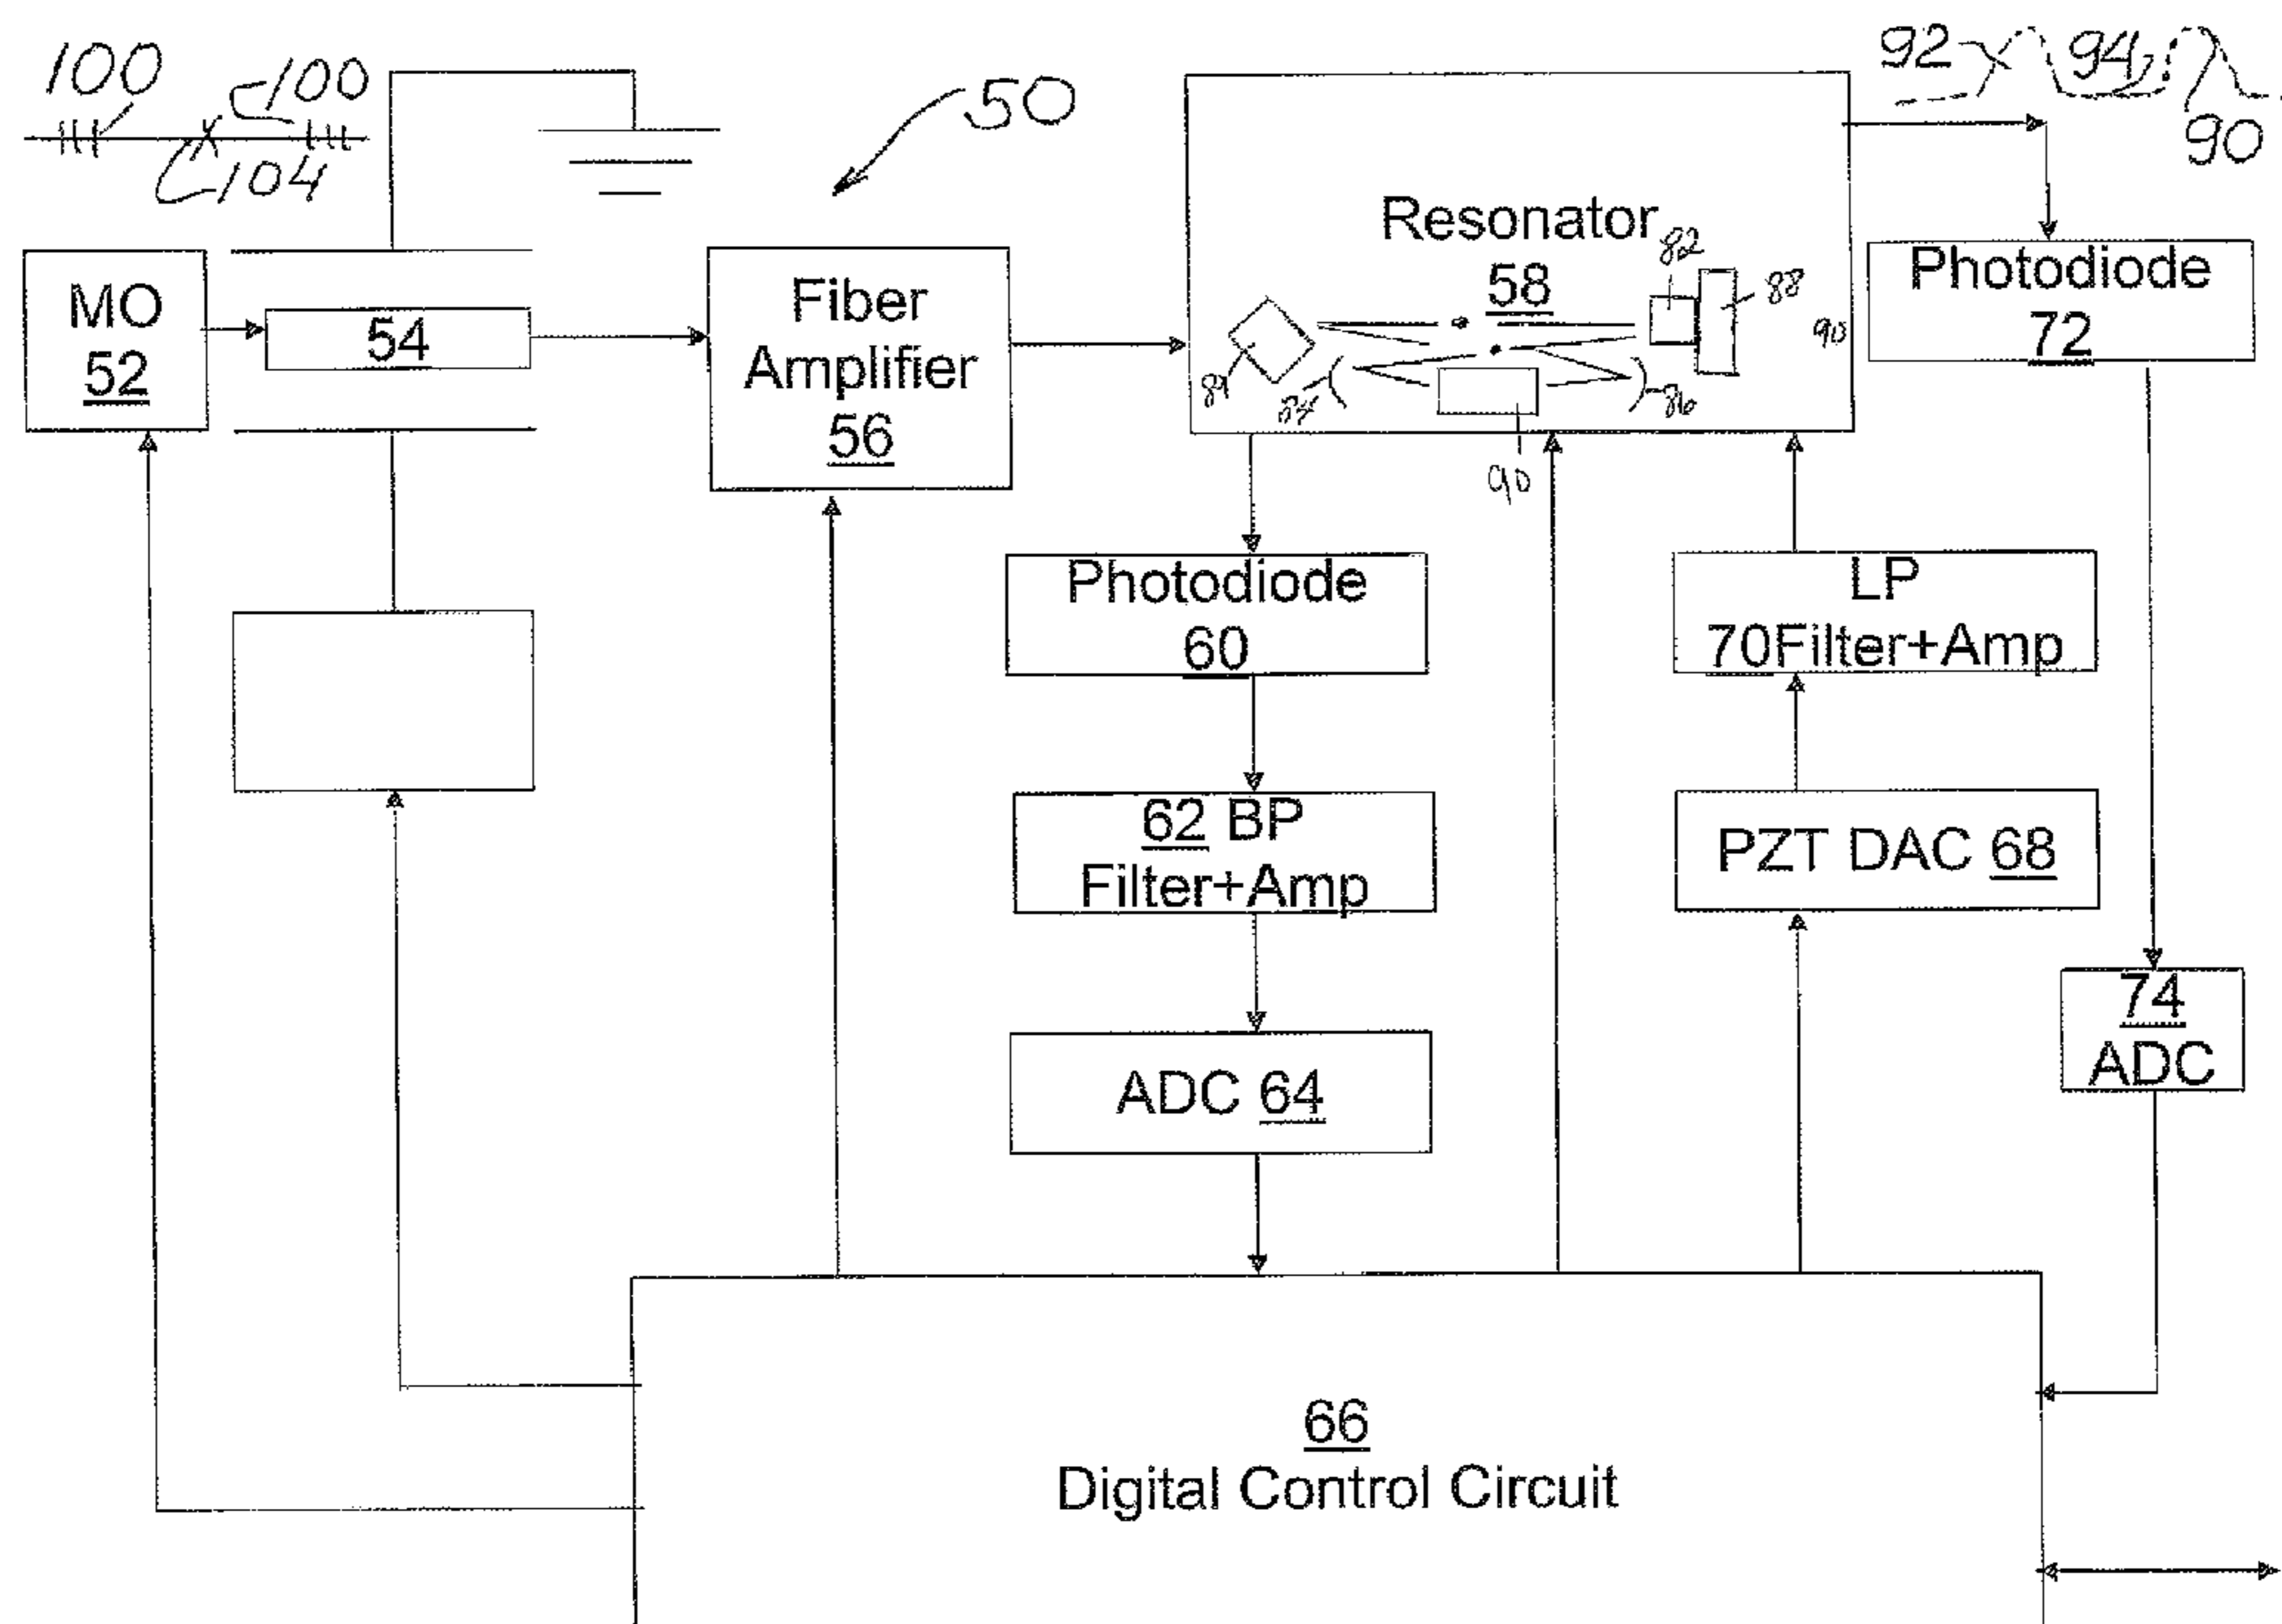 100
100
104
50
92
94
90
MO
52
54
Fiber
Amplifier
56
Resonator
58
82
88
90
84
86
90
Photodiode
72
Photodiode
60
LP
70Filter+Amp
62 BP
Filter+Amp
PZT DAC 68
ADC 64
74
ADC
66
Digital Control Circuit